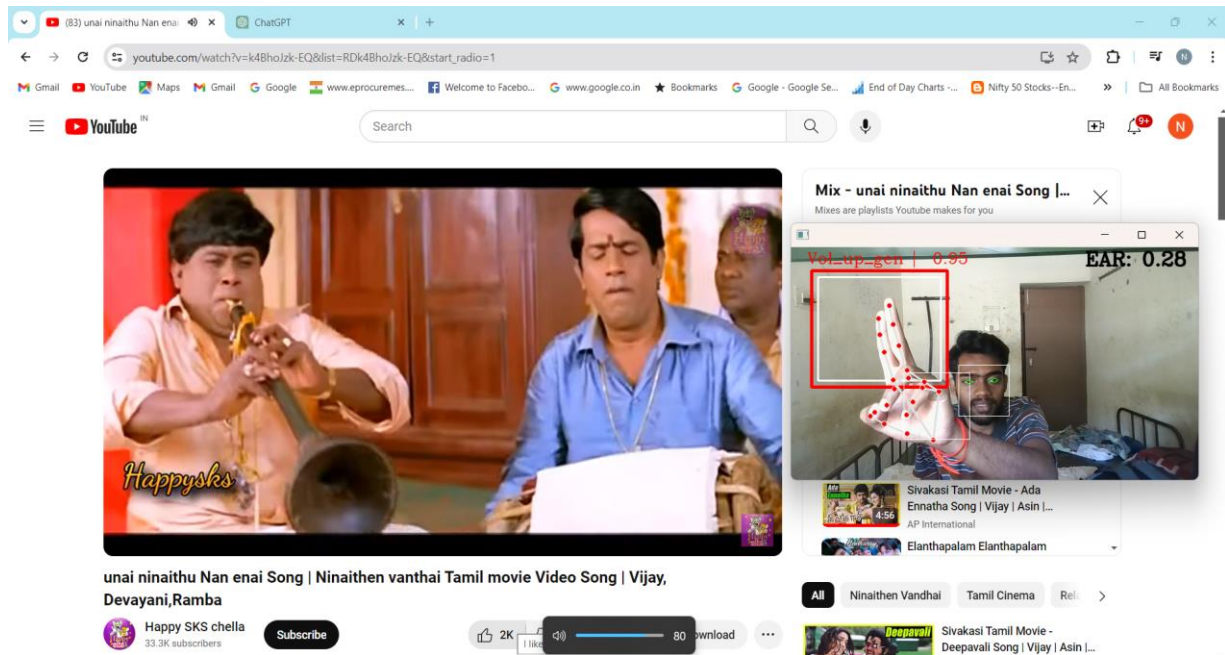 (83) unai ninaithu Nan enai
ChatGPT
youtube.com/watch?v=k4BhoJzk-EQ&list=RDk4BhoJzk-EQ&start_radio=1
N
Gmail YouTube Maps Gmail Google www.eprocuremes.... Welcome to Facebo... www.google.co.in Bookmarks Google - Google Se... End of Day Charts -... Nifty 50 Stocks--En... » All Bookmarks
YouTube IN
Search
9+
N
Mix - unai ninaithu Nan enai Song |...
Mixes are playlists Youtube makes for you
Vol_up_gen | 0.95
EAR: 0.28
Happysks
Ada
4:56
Sivakasi Tamil Movie - Ada
Ennatha Song | Vijay | Asin |...
AP International
Elanthapalam Elanthapalam
unai ninaithu Nan enai Song | Ninaithen vanthai Tamil movie Video Song | Vijay,
Devayani,Ramba
Happy SKS chella
33.3K subscribers
Subscribe
2K
I like
80
wnload
All
Ninaithen Vandhai
Tamil Cinema
Rel
Deepavali
Sivakasi Tamil Movie -
Deepavali Song | Vijay | Asin |...